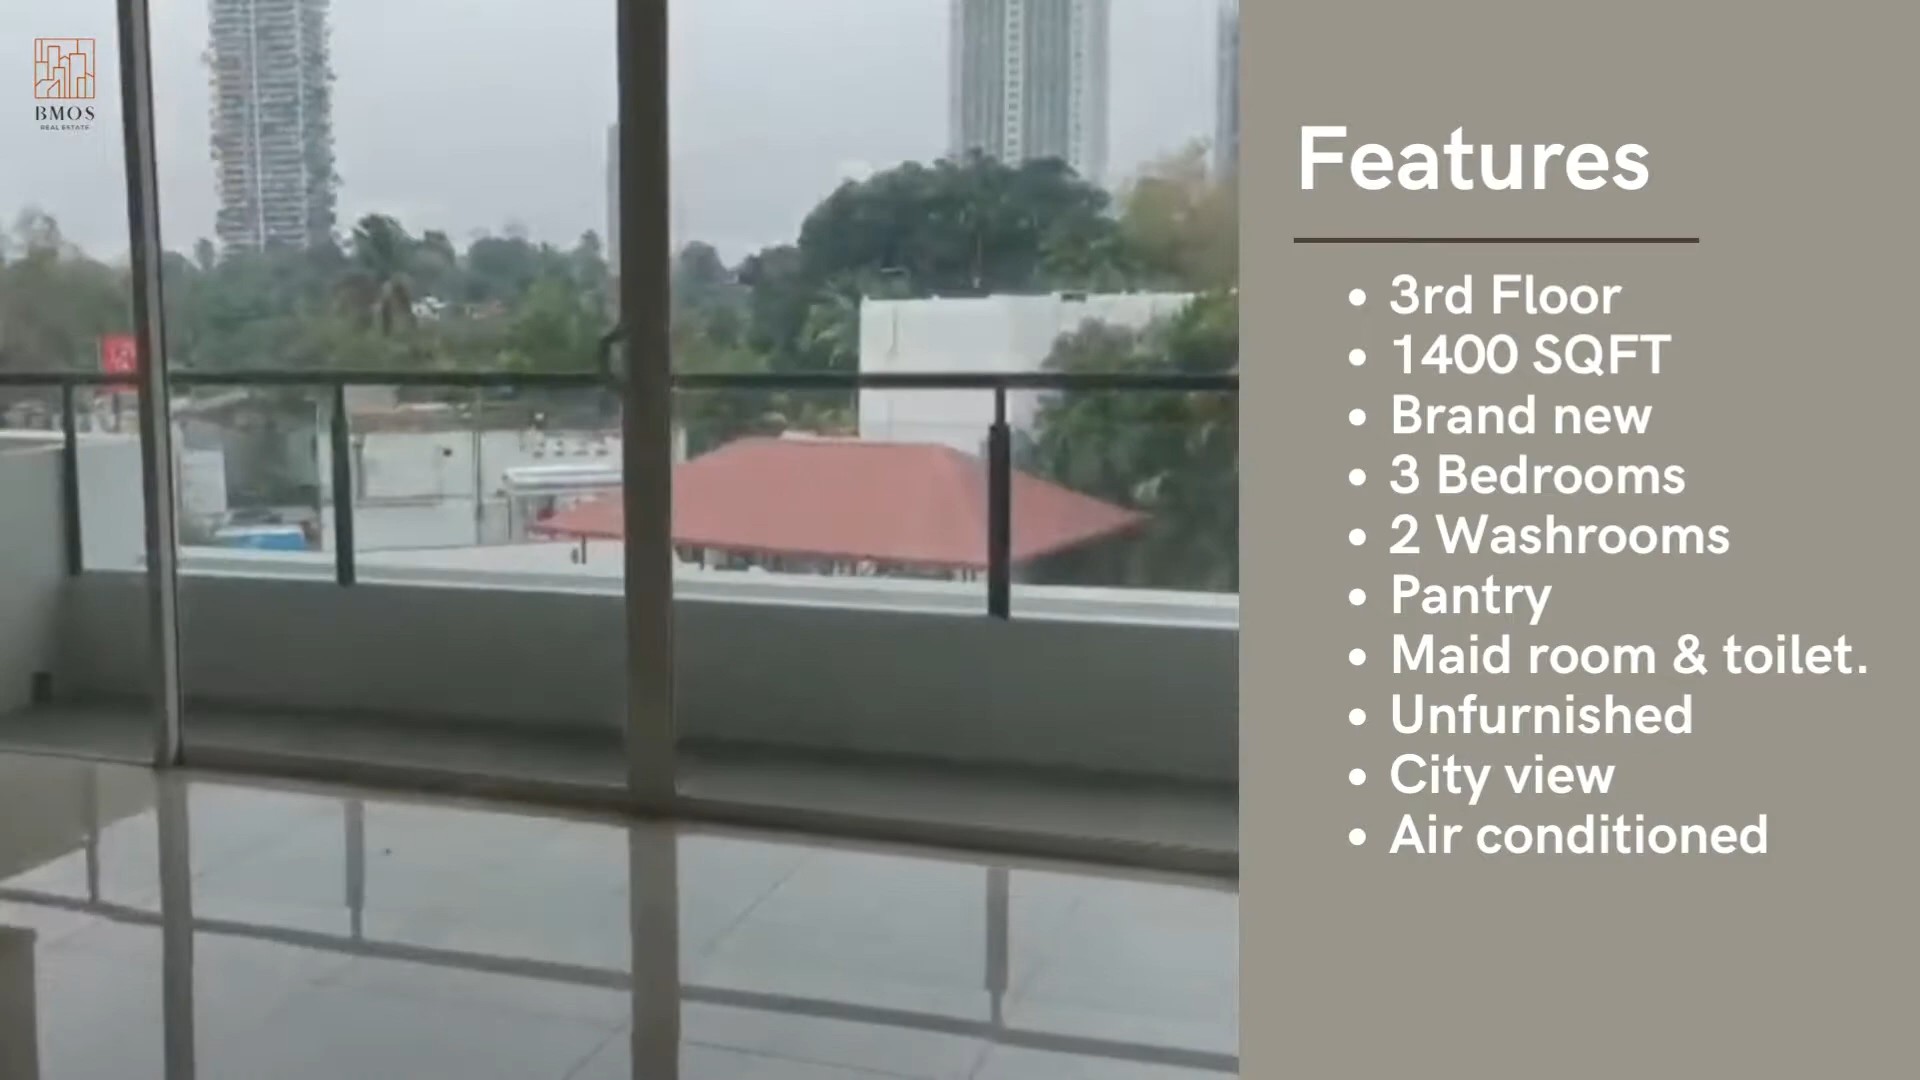 BMOS
REAL ESTATE
Features
3rd Floor
1400 SQFT
Brand new
3 Bedrooms
2 Washrooms
Pantry
Maid room & toilet.
Unfurnished
City view
Air conditioned